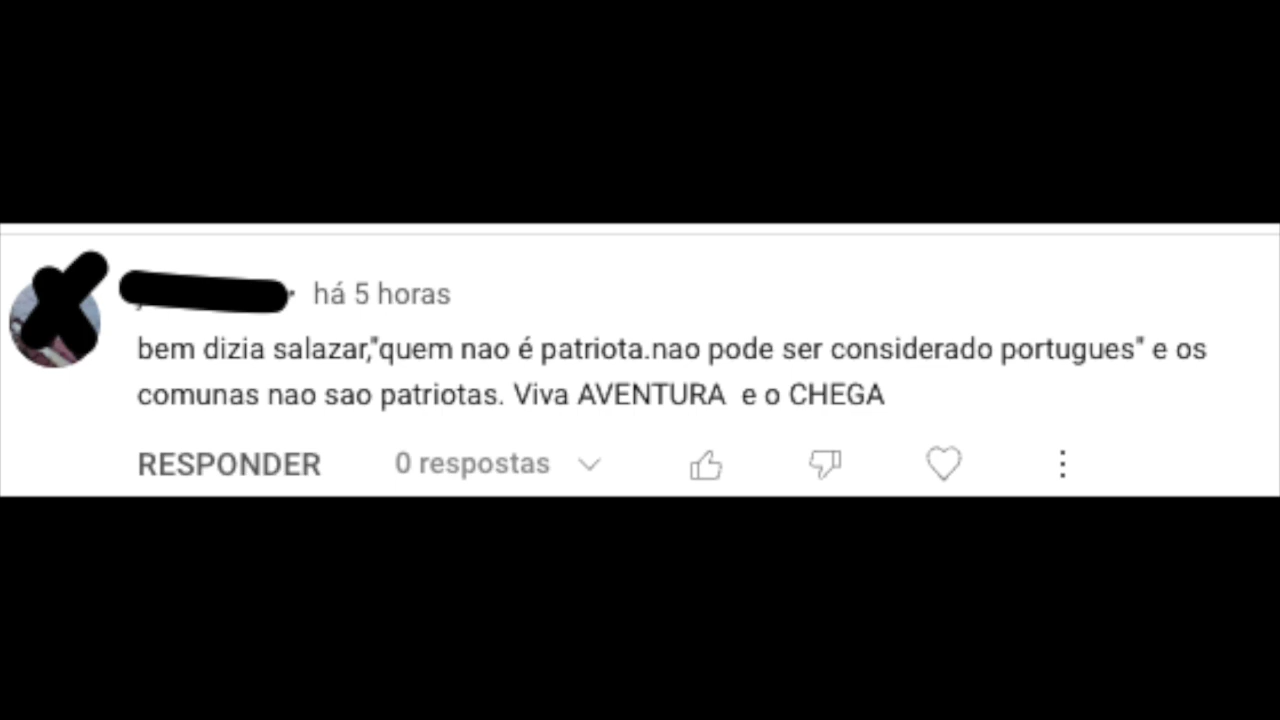 há 5 horas
bem dizia salazar,"quem nao é patriota.nao pode ser considerado portugues" e os
comunas nao sao patriotas. Viva AVENTURA e o CHEGA
RESPONDER 0 respostas